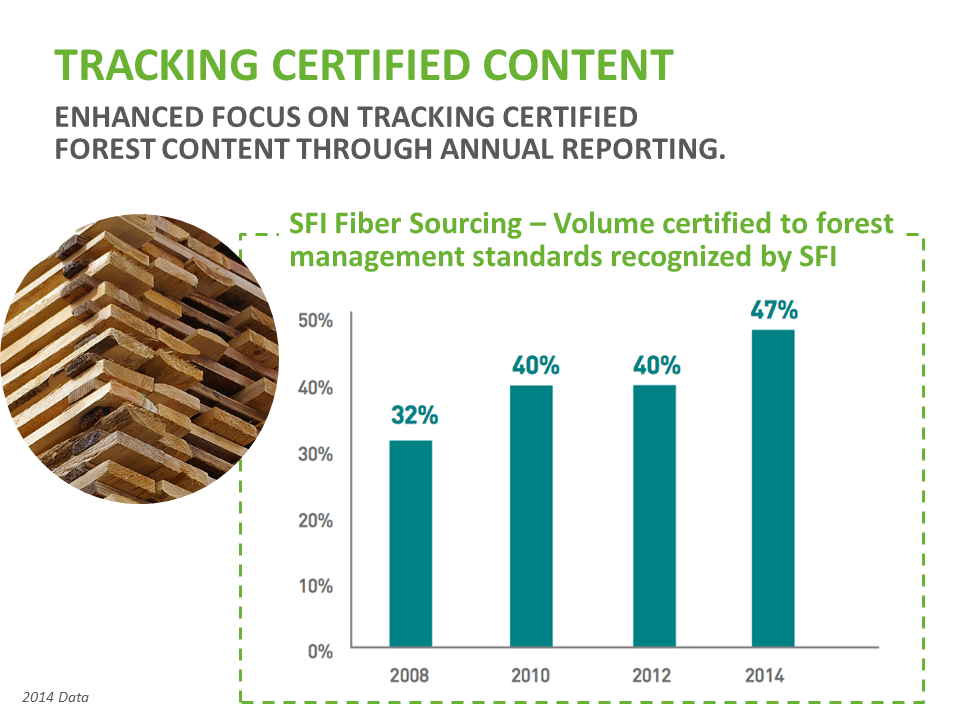 TRACKING CERTIFIED CONTENT
ENHANCED FOCUS ON TRACKING CERTIFIED
FOREST CONTENT THROUGH ANNUAL REPORTING.
SFI Fiber Sourcing – Volume certified to forest
management standards recognized by SFI
50%
40%
30%
20%
10%
0%
32%
40%
40%
47%
2008
2010
2012
2014
2014 Data